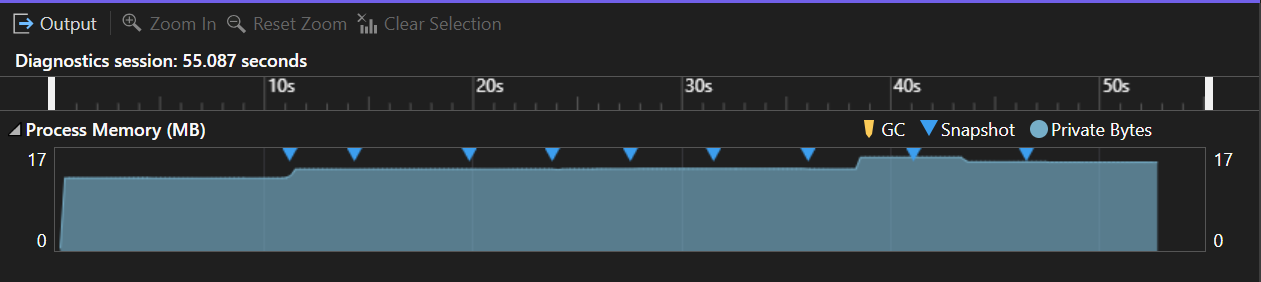 Output Zoom In Reset Zoom Clear Selection
Diagnostics session: 55.087 seconds
10s 20s 30s 40s 50s
Process Memory (MB) GC Snapshot Private Bytes
17 17
0 0